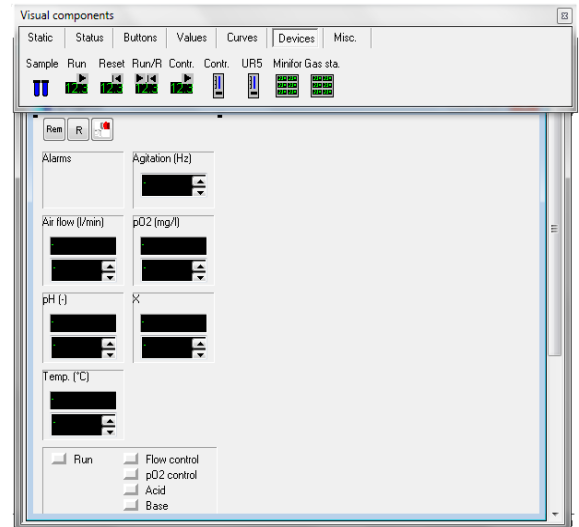 Visual components
Static Status Buttons Values Curves Devices Misc.
Sample Run Reset Run/R Contr. Contr. UR5 Minifor Gas sta.
Rem R
Alarms Agitation (Hz)
Air flow (l/min) pO2 (mg/l)
pH (-) X
Temp. (°C)
Run Flow control
pO2 control
Acid
Base